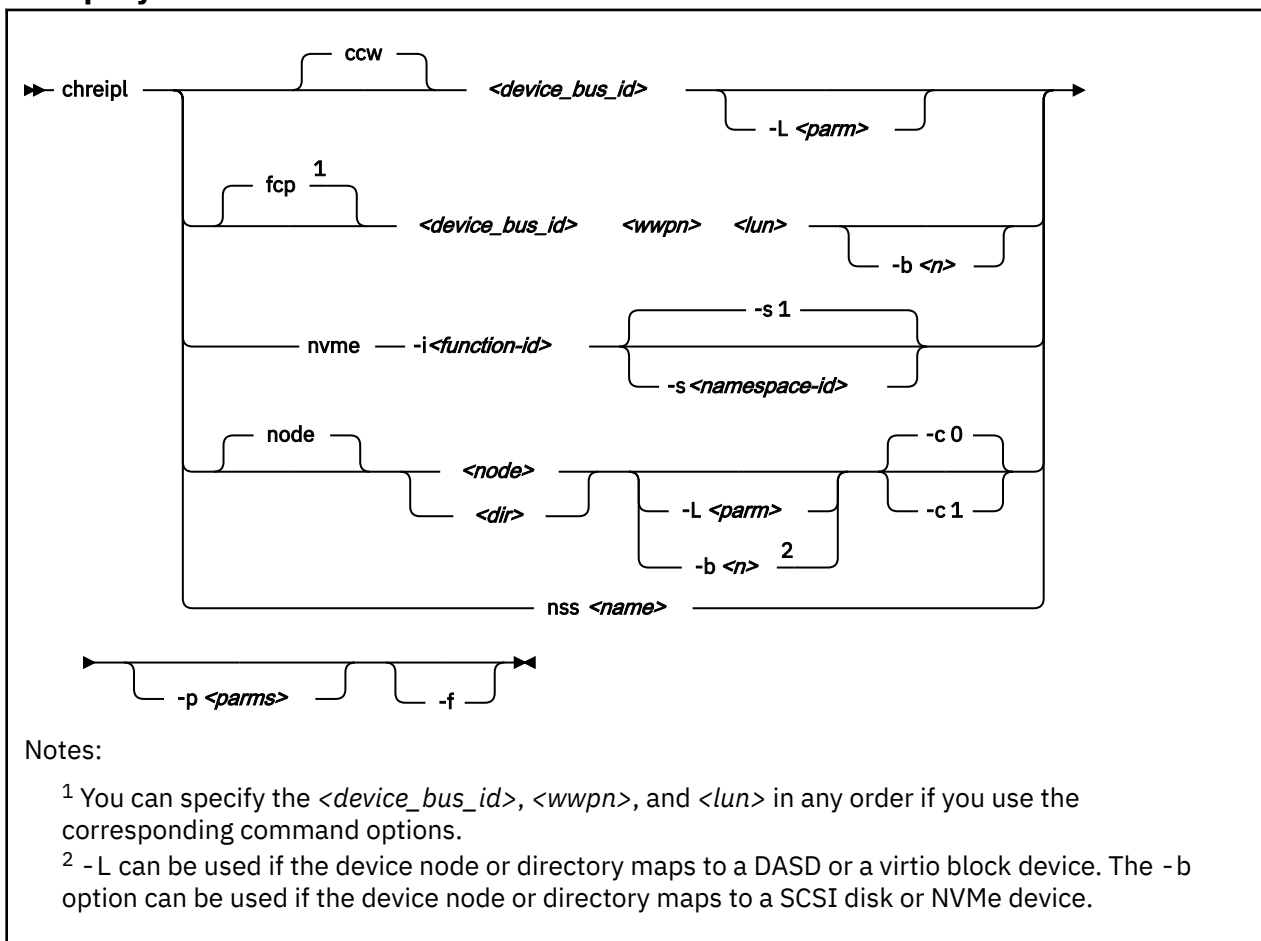 ccw
chreipl <device_bus_id>
-L <parm>
fcp 1
<device_bus_id> <wwpn> <lun>
-b <n>
-s 1
nvme -i<function-id>
-s<namespace-id>
node -c 0
<node>
<dir> -L <parm> -c 1
-b <n> 2
nss <name>
-p <parms> -f
Notes:
1 You can specify the <device_bus_id>, <wwpn>, and <lun> in any order if you use the
corresponding command options.
2 -L can be used if the device node or directory maps to a DASD or a virtio block device. The -b
option can be used if the device node or directory maps to a SCSI disk or NVMe device.